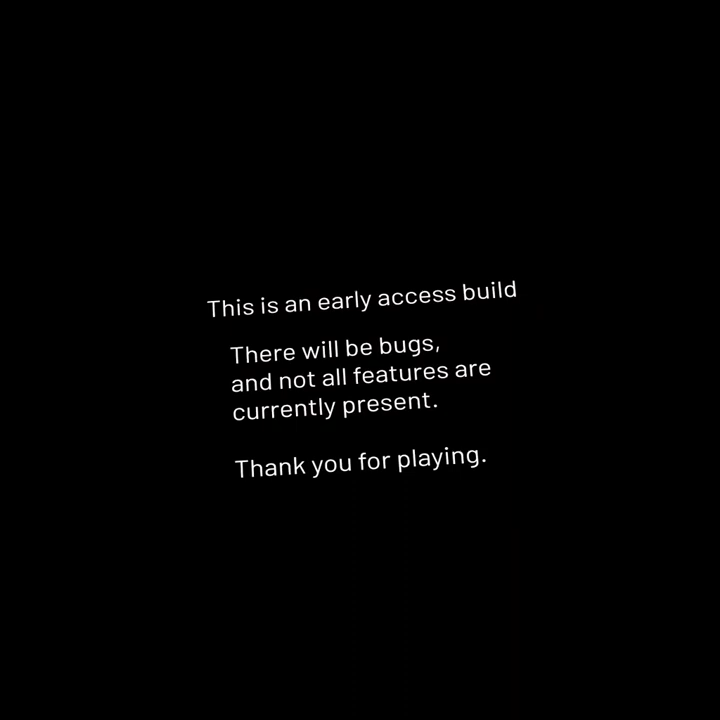 This is an early access build
There will be bugs,
and not all features are
currently present.
Thank you for playing.